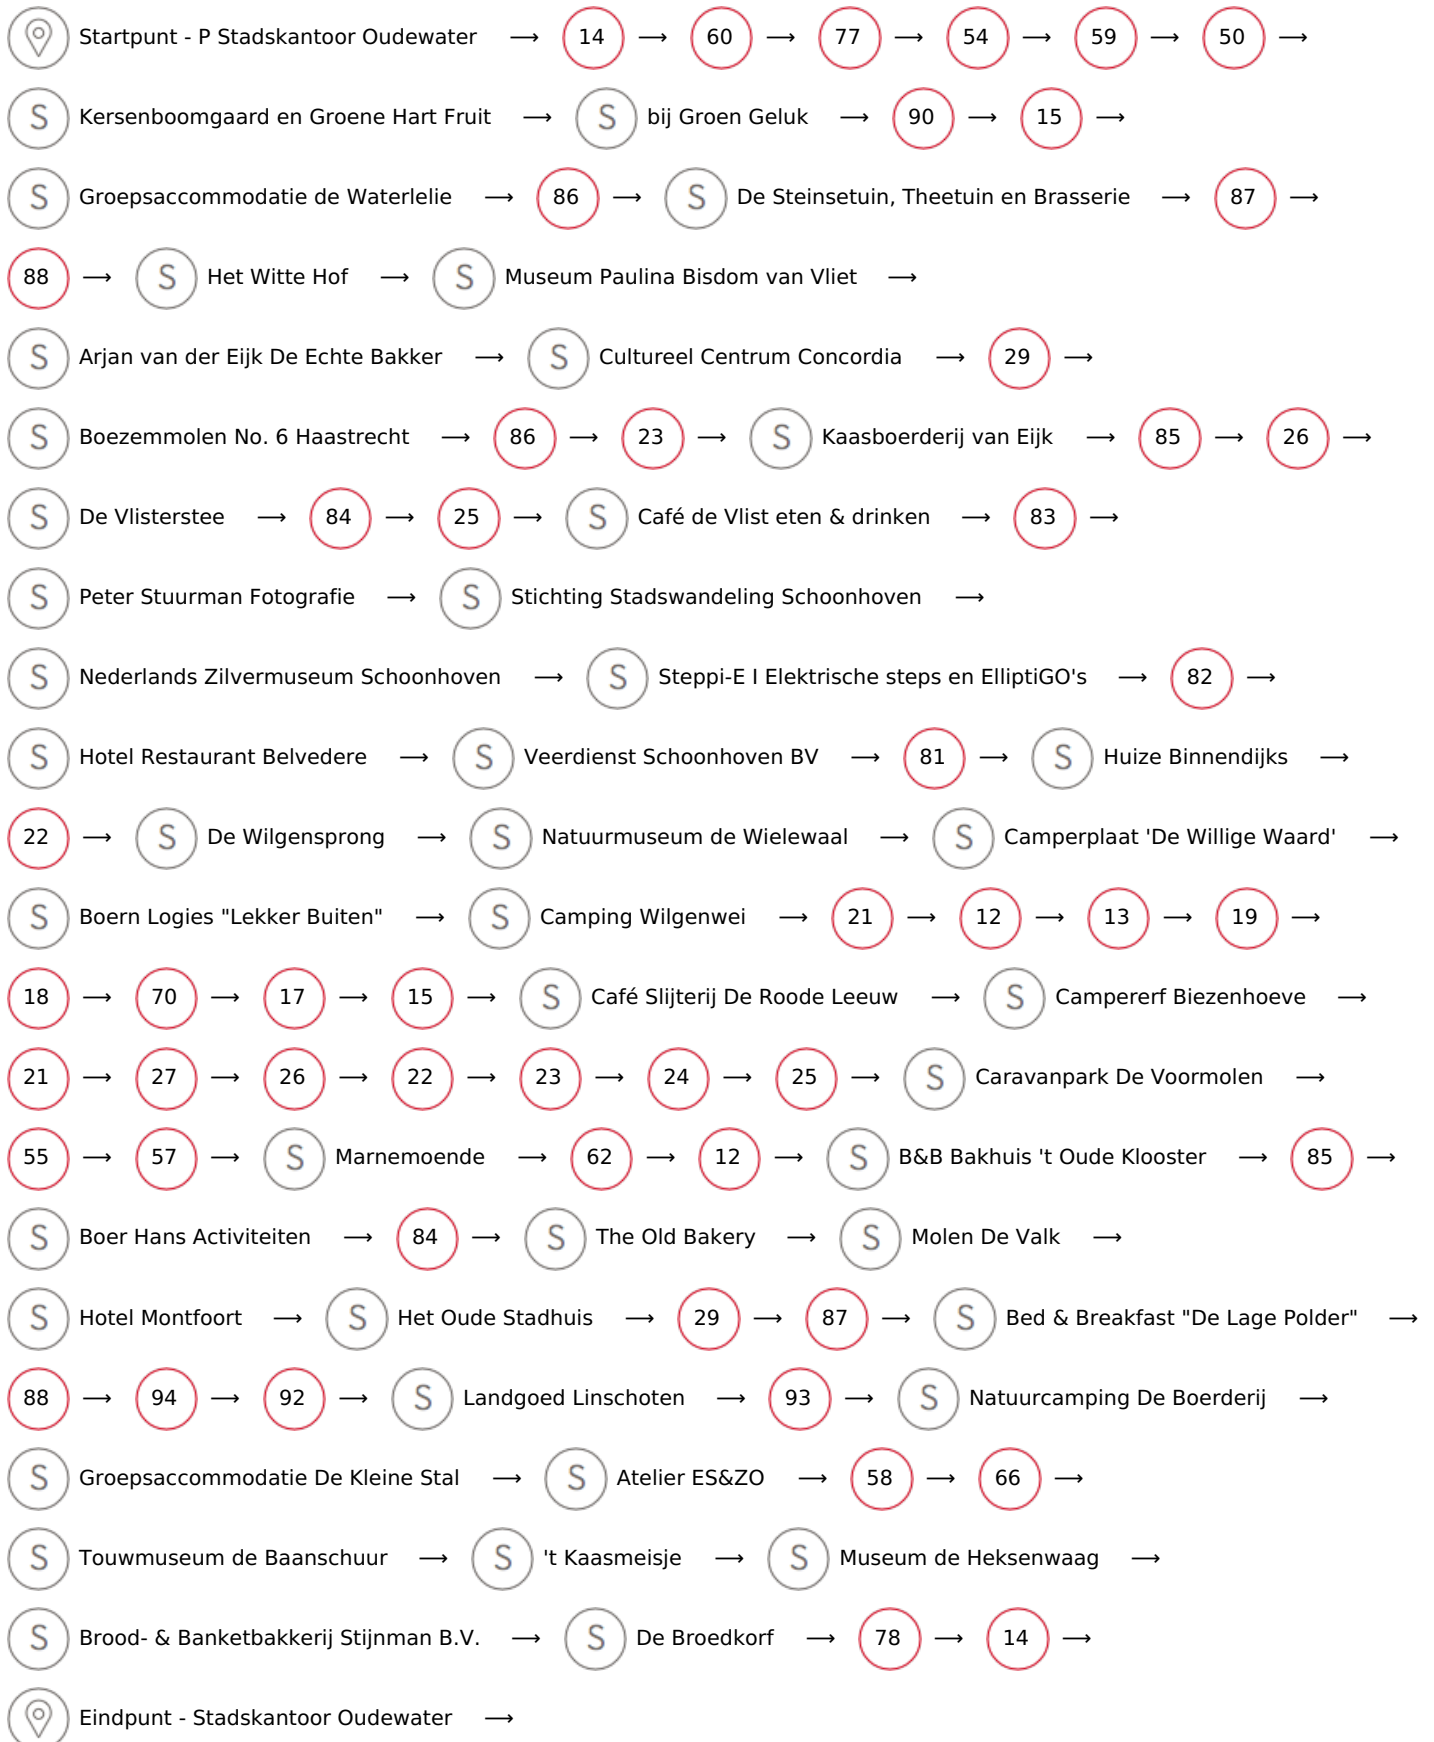 Startpunt - P Stadskantoor Oudewater → 14 → 60 → 77 → 54 → 59 → 50 →
S Kersenboomgaard en Groene Hart Fruit → S bij Groen Geluk → 90 → 15 →
S Groepsaccommodatie de Waterlelie → 86 → S De Steinsetuin, Theetuin en Brasserie → 87 →
88 → S Het Witte Hof → S Museum Paulina Bisdom van Vliet →
S Arjan van der Eijk De Echte Bakker → S Cultureel Centrum Concordia → 29 →
S Boezemmolen No. 6 Haastrecht → 86 → 23 → S Kaasboerderij van Eijk → 85 → 26 →
S De Vlisterstee → 84 → 25 → S Café de Vlist eten & drinken → 83 →
S Peter Stuurman Fotografie → S Stichting Stadswandeling Schoonhoven →
S Nederlands Zilvermuseum Schoonhoven → S Steppi-E I Elektrische steps en ElliptiGO's → 82 →
S Hotel Restaurant Belvedere → S Veerdienst Schoonhoven BV → 81 → S Huize Binnendijks →
22 → S De Wilgensprong → S Natuurmuseum de Wielewaal → S Camperplaat 'De Willige Waard' →
S Boern Logies "Lekker Buiten" → S Camping Wilgenwei → 21 → 12 → 13 → 19 →
18 → 70 → 17 → 15 → S Café Slijterij De Roode Leeuw → S Campererf Biezenhoeve →
21 → 27 → 26 → 22 → 23 → 24 → 25 → S Caravanpark De Voormolen →
55 → 57 → S Marnemoende → 62 → 12 → S B&B Bakhuis 't Oude Klooster → 85 →
S Boer Hans Activiteiten → 84 → S The Old Bakery → S Molen De Valk →
S Hotel Montfoort → S Het Oude Stadhuis → 29 → 87 → S Bed & Breakfast "De Lage Polder" →
88 → 94 → 92 → S Landgoed Linschoten → 93 → S Natuurcamping De Boerderij →
S Groepsaccommodatie De Kleine Stal → S Atelier ES&ZO → 58 → 66 →
S Touwmuseum de Baanschuur → S 't Kaasmeisje → S Museum de Heksenwaag →
S Brood- & Banketbakkerij Stijnman B.V. → S De Broedkorf → 78 → 14 →
Eindpunt - Stadskantoor Oudewater →